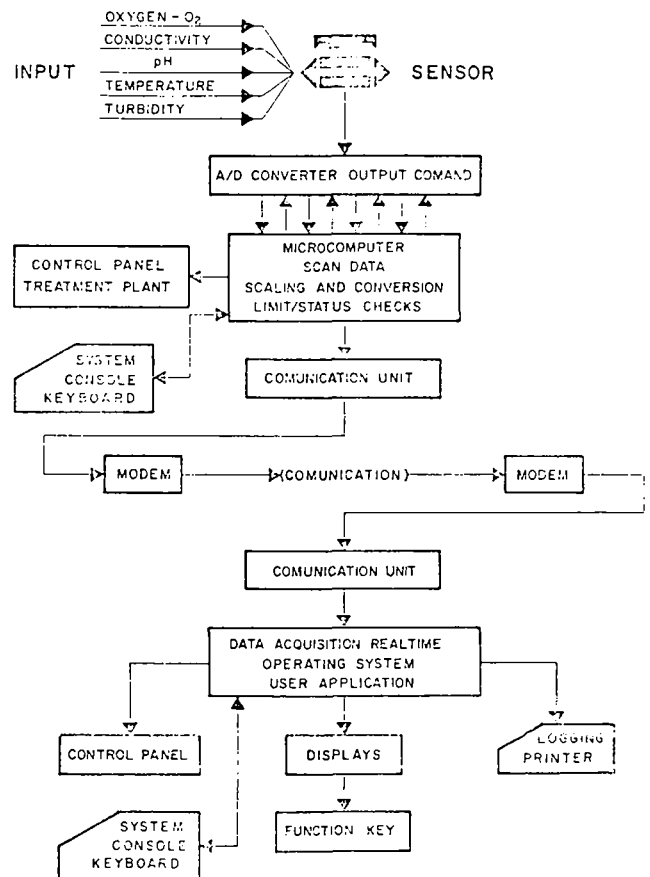 OXYGEN-O₂
CONDUCTIVITY
INPUT
pH
SENSOR
TEMPERATURE
TURBIDITY
A/D CONVERTER OUTPUT COMAND
MICROCOMPUTER
SCAN DATA
SCALING AND CONVERSION
LIMIT/STATUS CHECKS
CONTROL PANEL
TREATMENT PLANT
SYSTEM
CONSOLE
KEYBOARD
COMUNICATION UNIT
MODEM
(COMUNICATION)
MODEM
COMUNICATION UNIT
DATA ACQUISITION REALTIME
OPERATING SYSTEM
USER APPLICATION
CONTROL PANEL
DISPLAYS
LOGGING
PRINTER
SYSTEM
CONSOLE
KEYBOARD
FUNCTION KEY